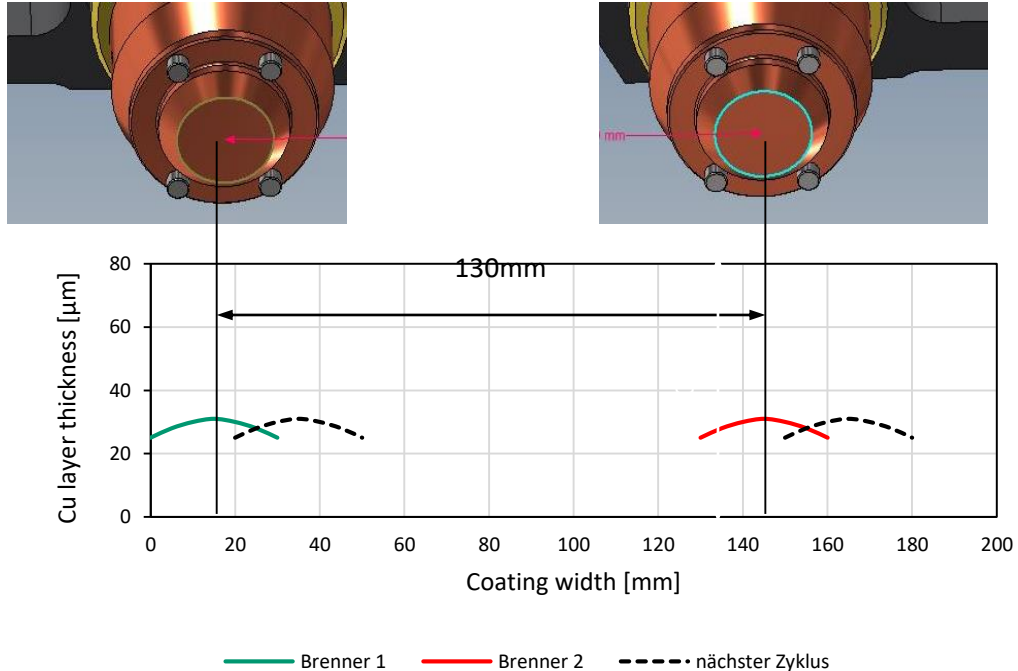 mm
130mm
80
60
40
20
0
Cu layer thickness [µm]
0 20 40 60 80 100 120 140 160 180 200
Coating width [mm]
Brenner 1 Brenner 2 nächster Zyklus